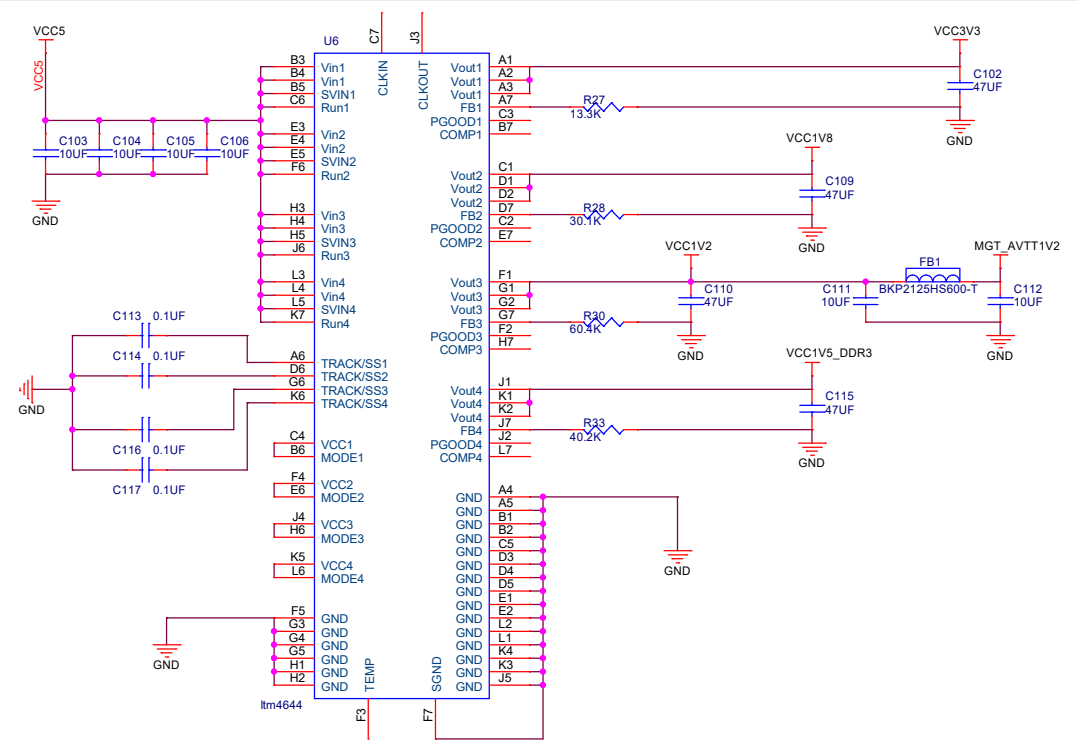 VCC5
VCC5
C103
10UF
C104
10UF
C105
10UF
C106
10UF
GND
U6
C7
CLKIN
J3
CLKOUT
B3 Vin1
B4 Vin1
B5 SVIN1
C6 Run1
E3 Vin2
E4 Vin2
E5 SVIN2
F6 Run2
H3 Vin3
H4 Vin3
H5 SVIN3
J6 Run3
L3 Vin4
L4 Vin4
L5 SVIN4
K7 Run4
C113 0.1UF
C114 0.1UF
C116 0.1UF
C117 0.1UF
GND
A6 TRACK/SS1
D6 TRACK/SS2
G6 TRACK/SS3
K6 TRACK/SS4
C4 VCC1
B6 MODE1
F4 VCC2
E6 MODE2
J4 VCC3
H6 MODE3
K5 VCC4
L6 MODE4
F5 GND
G3 GND
G4 GND
G5 GND
H1 GND
H2 GND
GND
ltm4644
TEMP
F3
SGND
F7
Vout1 A1
Vout1 A2
Vout1 A3
FB1 A7
PGOOD1 C3
COMP1 B7
R27
13.3K
VCC3V3
C102
47UF
GND
Vout2 C1
Vout2 D1
Vout2 D2
FB2 D7
PGOOD2 C2
COMP2 E7
R28
30.1K
VCC1V8
C109
47UF
GND
Vout3 F1
Vout3 G1
Vout3 G2
FB3 G7
PGOOD3 F2
COMP3 H7
R30
60.4K
VCC1V2
C110
47UF
GND
C111
10UF
FB1
BKP2125HS600-T
MGT_AVTT1V2
C112
10UF
GND
Vout4 J1
Vout4 K1
Vout4 K2
FB4 J7
PGOOD4 J2
COMP4 L7
R33
40.2K
VCC1V5_DDR3
C115
47UF
GND
GND A4
GND A5
GND B1
GND B2
GND C5
GND D3
GND D4
GND D5
GND E1
GND E2
GND L2
GND L1
GND K4
GND K3
GND J5
GND